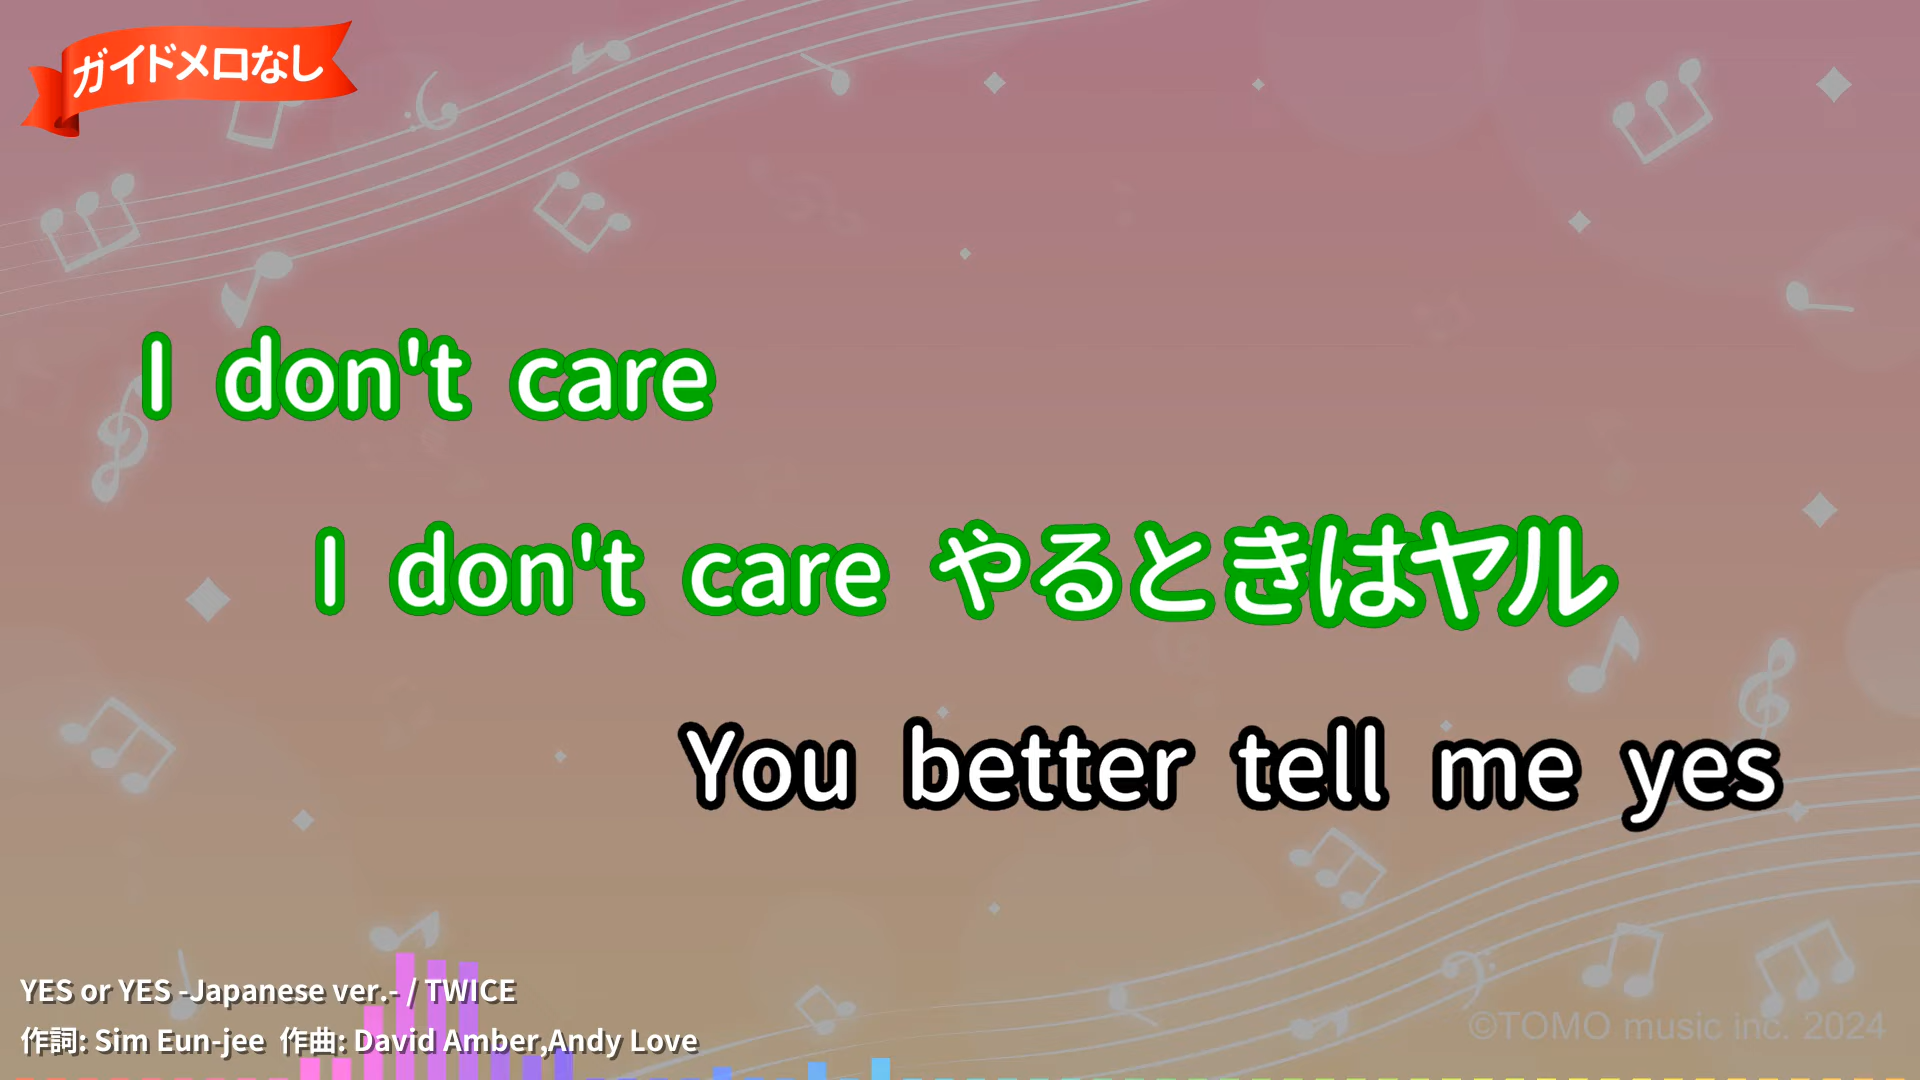 ガイドメロなし
I don't care
I don't care やるときはヤル
You better tell me yes
YES or YES -Japanese ver.- / TWICE
作詞: Sim Eun-jee 作曲: David Amber,Andy Love
©TOMO music inc. 2024